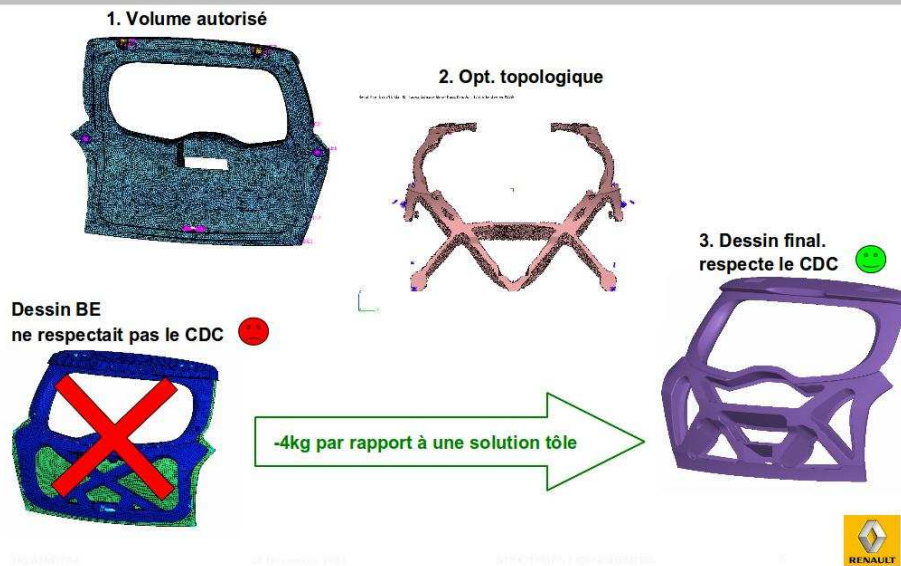 1. Volume autorisé
2. Opt. topologique
3. Dessin final.
respecte le CDC
Dessin BE
ne respectait pas le CDC
-4kg par rapport à une solution tôle
RENAULT